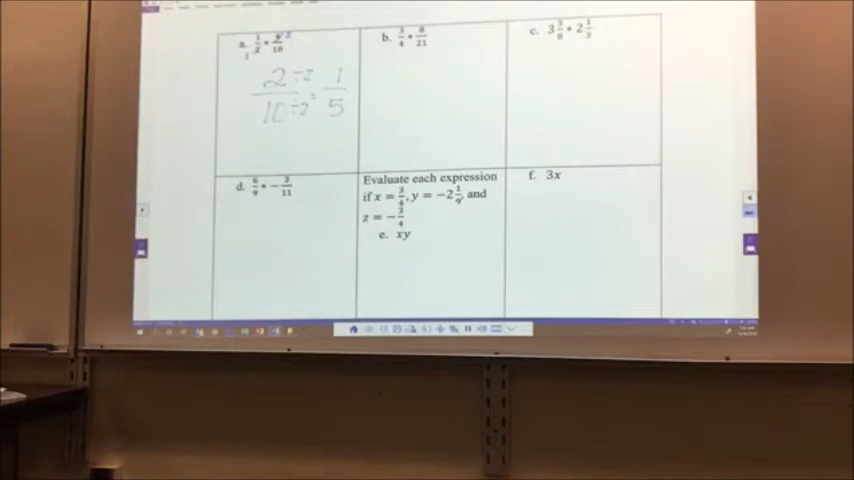 a. 1/2 • 4/10
1 2
2 ÷2 = 1
10 ÷2 5
b. 3/4 • 8/21
c. 3 3/8 • 2 1/3
d. 6/9 • - 3/11
Evaluate each expression
if x = 3/4, y = -2 1/9, and
z = - 3/4
e. xy
f. 3x